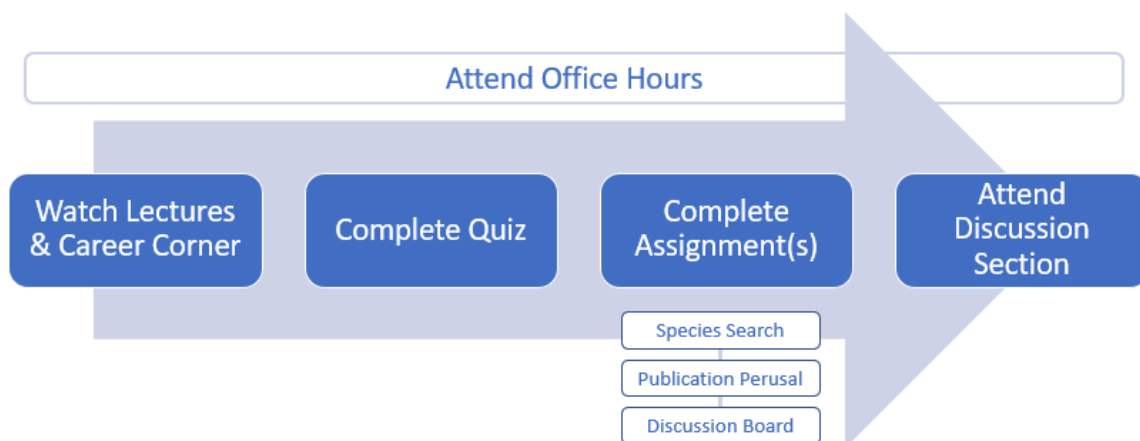 Attend Office Hours
Watch Lectures
& Career Corner
Complete Quiz
Complete
Assignment(s)
Attend
Discussion
Section
Species Search
Publication Perusal
Discussion Board